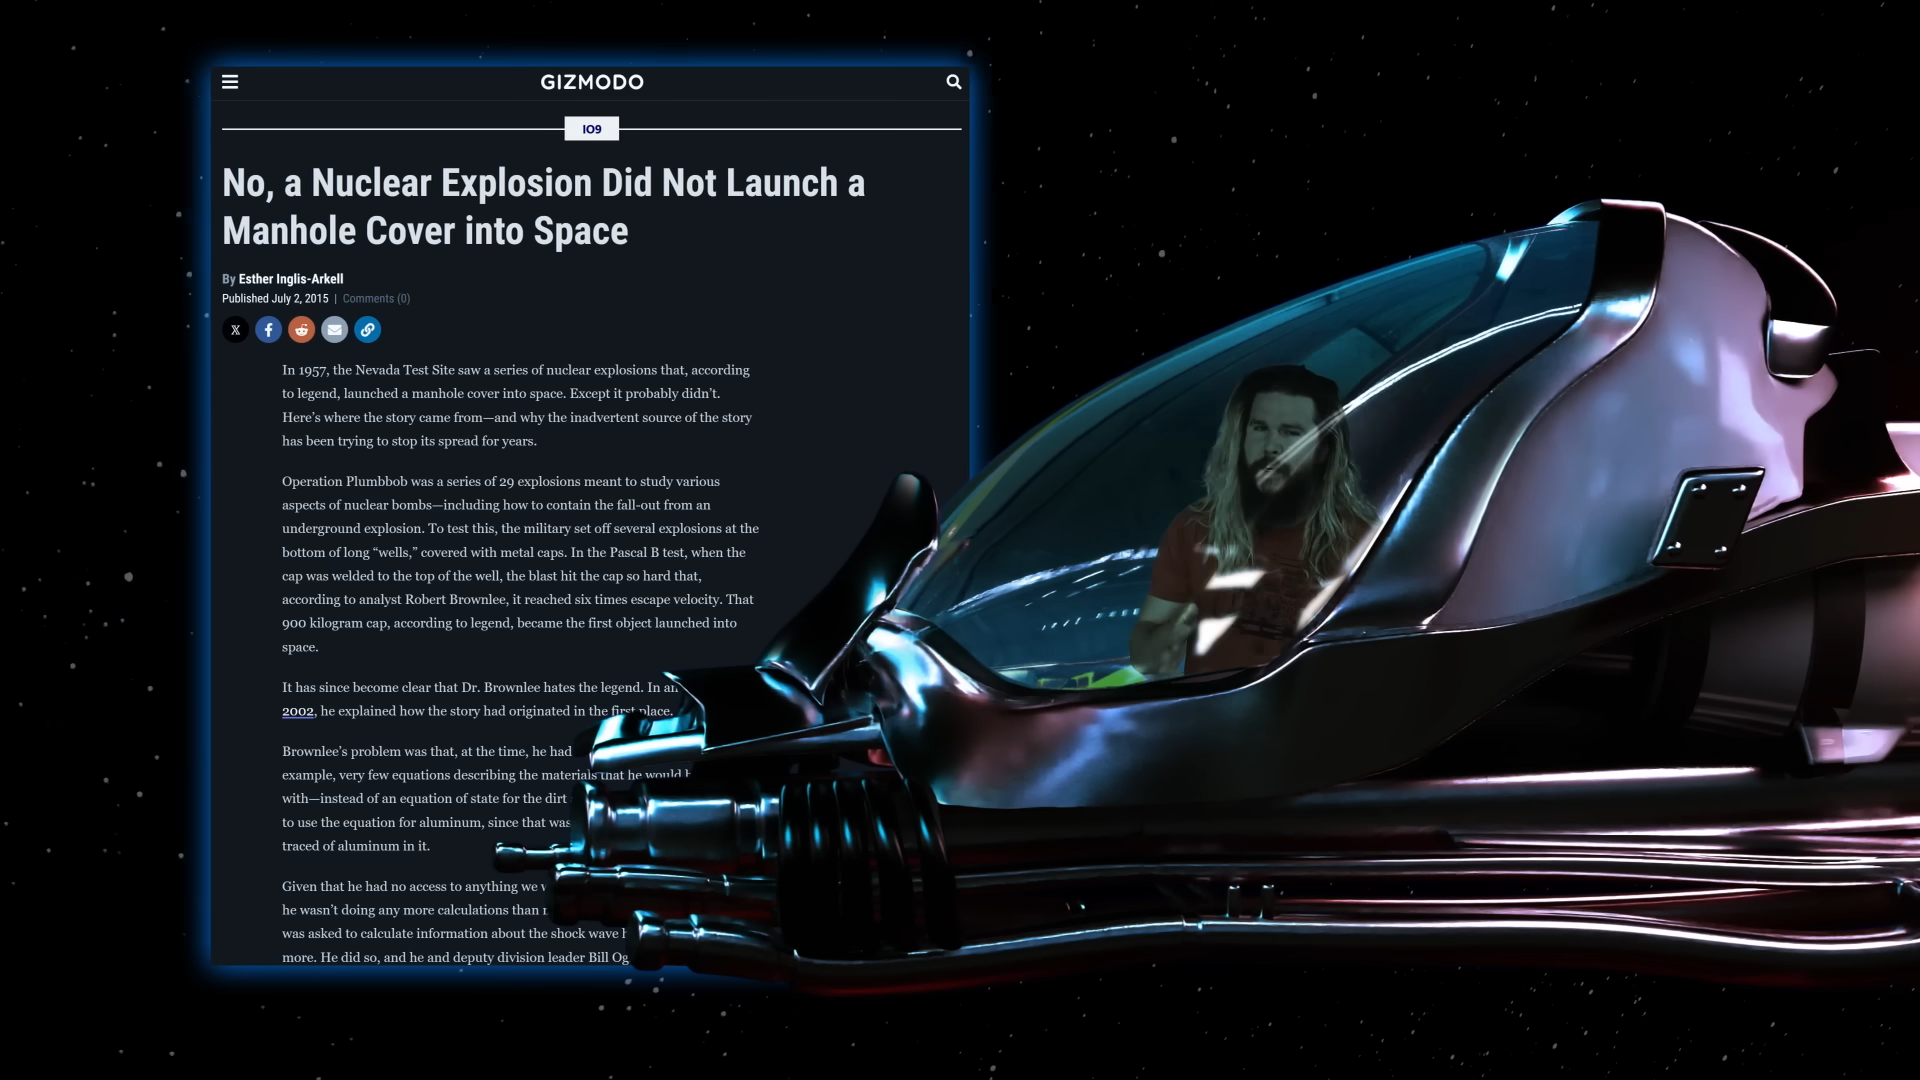 GIZMODO
IO9
No, a Nuclear Explosion Did Not Launch a
Manhole Cover into Space
By Esther Inglis-Arkell
Published July 2, 2015 | Comments (0)
In 1957, the Nevada Test Site saw a series of nuclear explosions that, according
to legend, launched a manhole cover into space. Except it probably didn't.
Here's where the story came from—and why the inadvertent source of the story
has been trying to stop its spread for years.
Operation Plumbbob was a series of 29 explosions meant to study various
aspects of nuclear bombs—including how to contain the fall-out from an
underground explosion. To test this, the military set off several explosions at the
bottom of long “wells,” covered with metal caps. In the Pascal B test, when the
cap was welded to the top of the well, the blast hit the cap so hard that,
according to analyst Robert Brownlee, it reached six times escape velocity. That
900 kilogram cap, according to legend, became the first object launched into
space.
It has since become clear that Dr. Brownlee hates the legend. In
2002, he explained how the story had originated in the first place.
Brownlee's problem was that, at the time, he had
example, very few equations describing the materials that he would
with—instead of an equation of state for the dirt
to use the equation for aluminum, since that was
traced of aluminum in it.
Given that he had no access to anything we
he wasn't doing any more calculations than
was asked to calculate information about the shock wave
more. He did so, and he and deputy division leader Bill Og